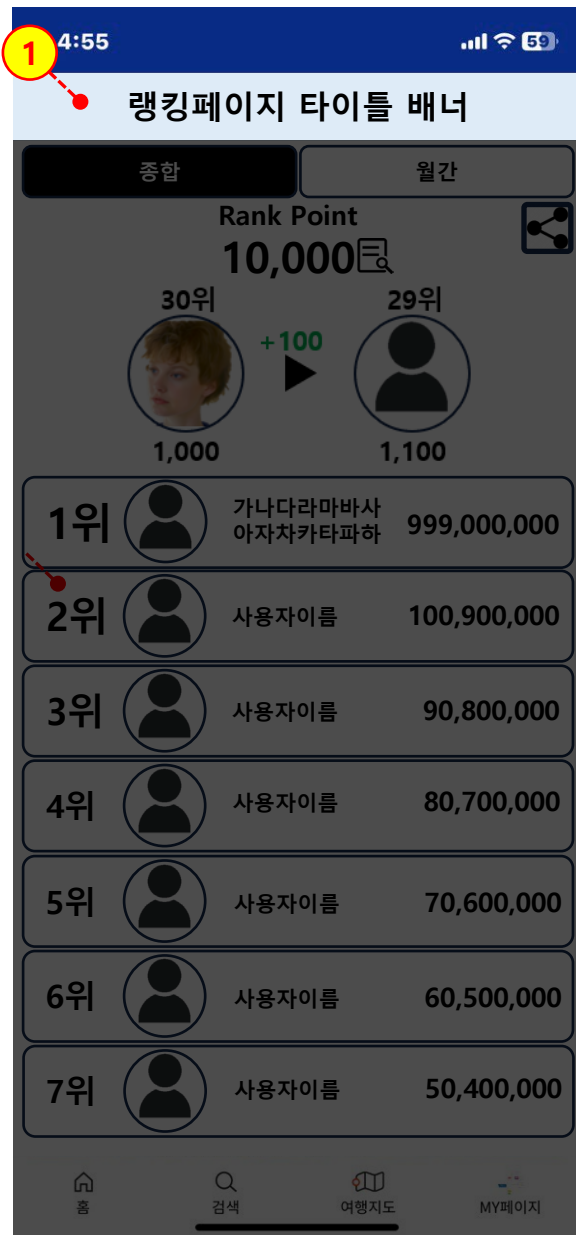 1
4:55
59
랭킹페이지 타이틀 배너
종합
월간
Rank Point
10,000
30위
29위
+100
1,000
1,100
1위
가나다라마바사
아자차카타파하
999,000,000
2위
사용자이름
100,900,000
3위
사용자이름
90,800,000
4위
사용자이름
80,700,000
5위
사용자이름
70,600,000
6위
사용자이름
60,500,000
7위
사용자이름
50,400,000
홈
검색
여행지도
MY페이지